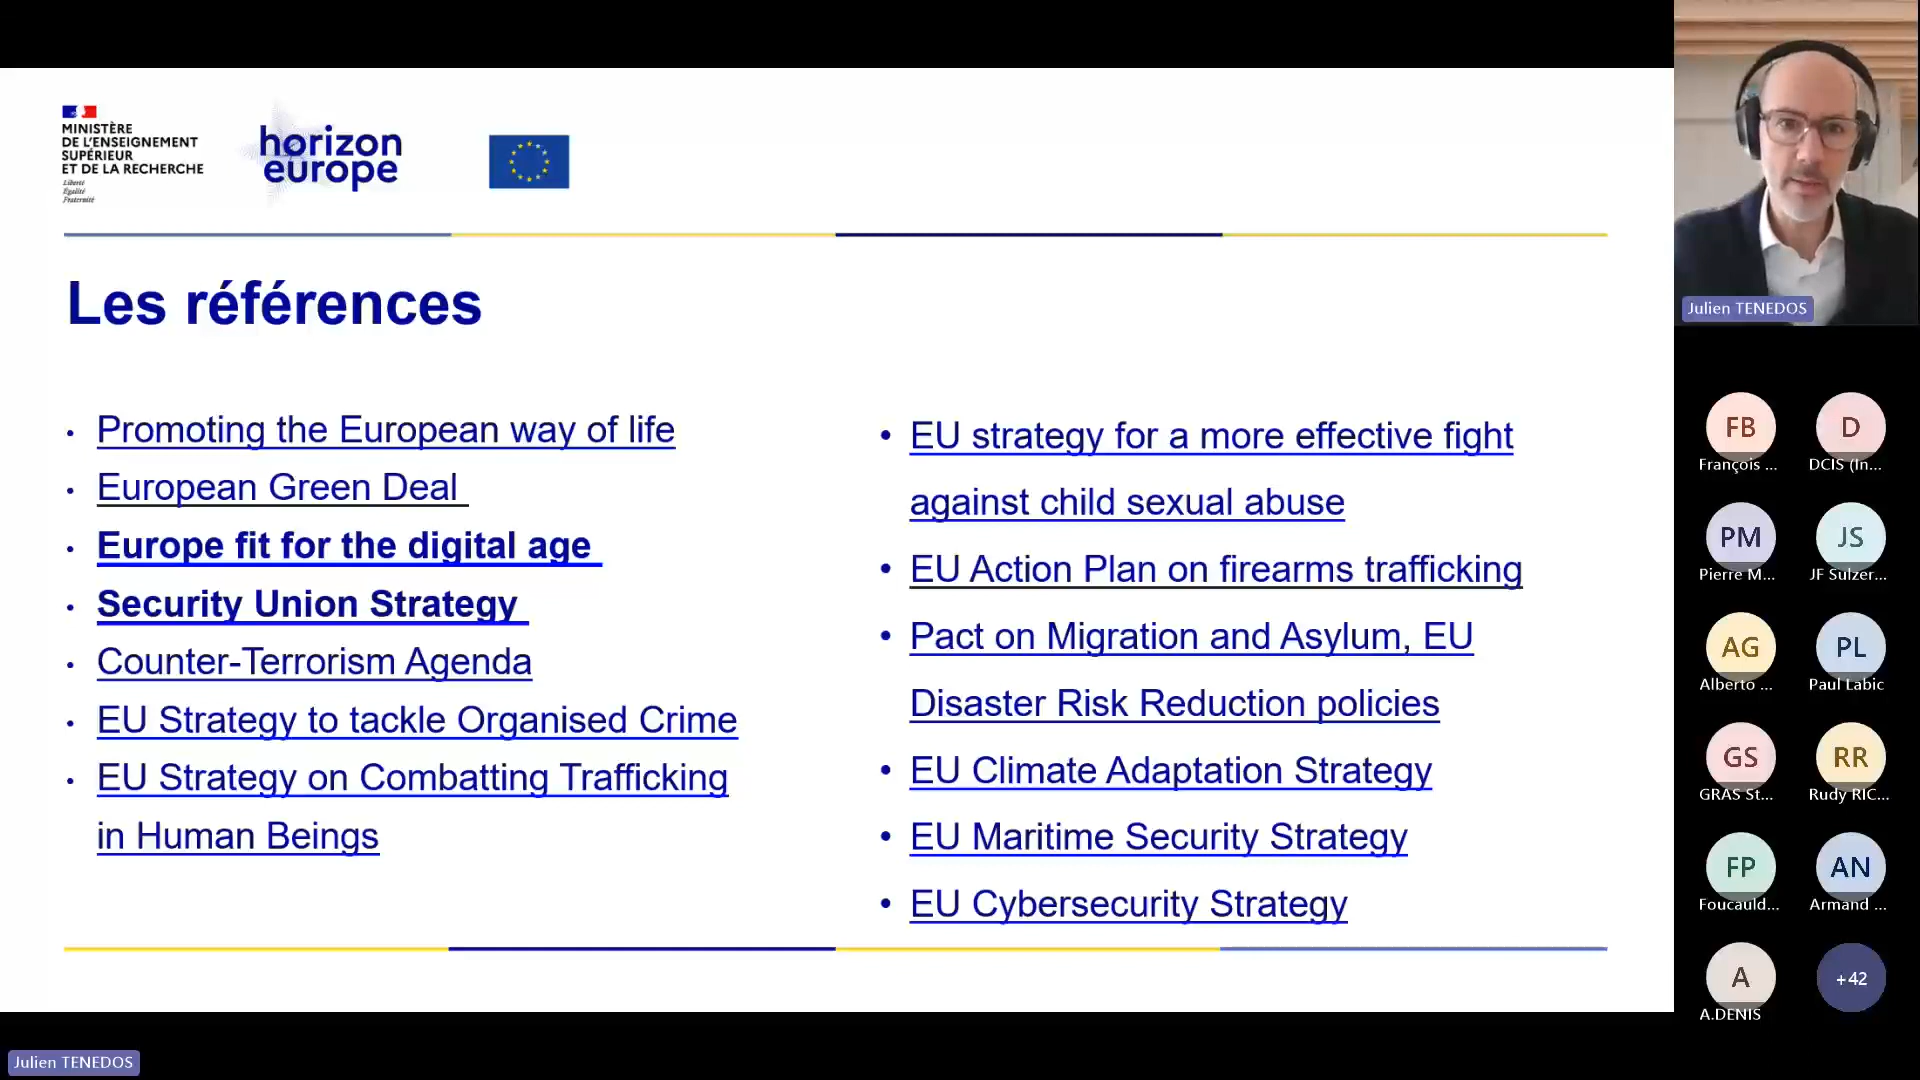 MINISTÈRE
DE L'ENSEIGNEMENT
SUPÉRIEUR
ET DE LA RECHERCHE
Liberté
Égalité
Fraternité
horizon
europe
Les références
• Promoting the European way of life
• European Green Deal
• Europe fit for the digital age
• Security Union Strategy
• Counter-Terrorism Agenda
• EU Strategy to tackle Organised Crime
• EU Strategy on Combatting Trafficking
in Human Beings
• EU strategy for a more effective fight
against child sexual abuse
• EU Action Plan on firearms trafficking
• Pact on Migration and Asylum, EU
Disaster Risk Reduction policies
• EU Climate Adaptation Strategy
• EU Maritime Security Strategy
• EU Cybersecurity Strategy
Julien TENEDOS
FB
François ...
D
DCIS (In...
PM
Pierre M...
JS
JF Sulzer...
AG
Alberto ...
PL
Paul Labic
GS
GRAS St...
RR
Rudy RIC...
FP
Foucauld...
AN
Armand ...
A
A.DENIS
+42
Julien TENEDOS